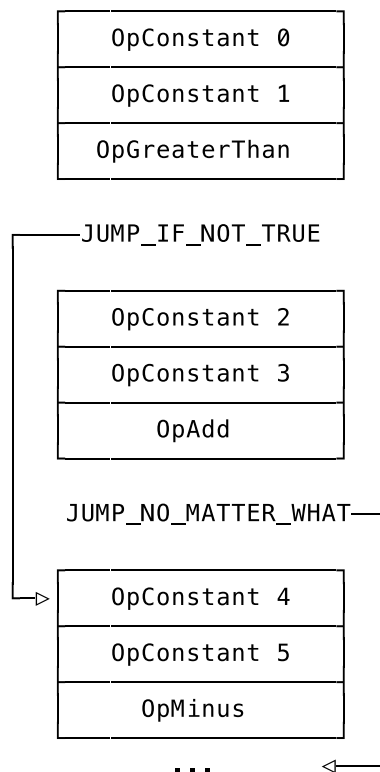 OpConstant 0
OpConstant 1
OpGreaterThan
JUMP_IF_NOT_TRUE
OpConstant 2
OpConstant 3
OpAdd
JUMP_NO_MATTER_WHAT
OpConstant 4
OpConstant 5
OpMinus
...